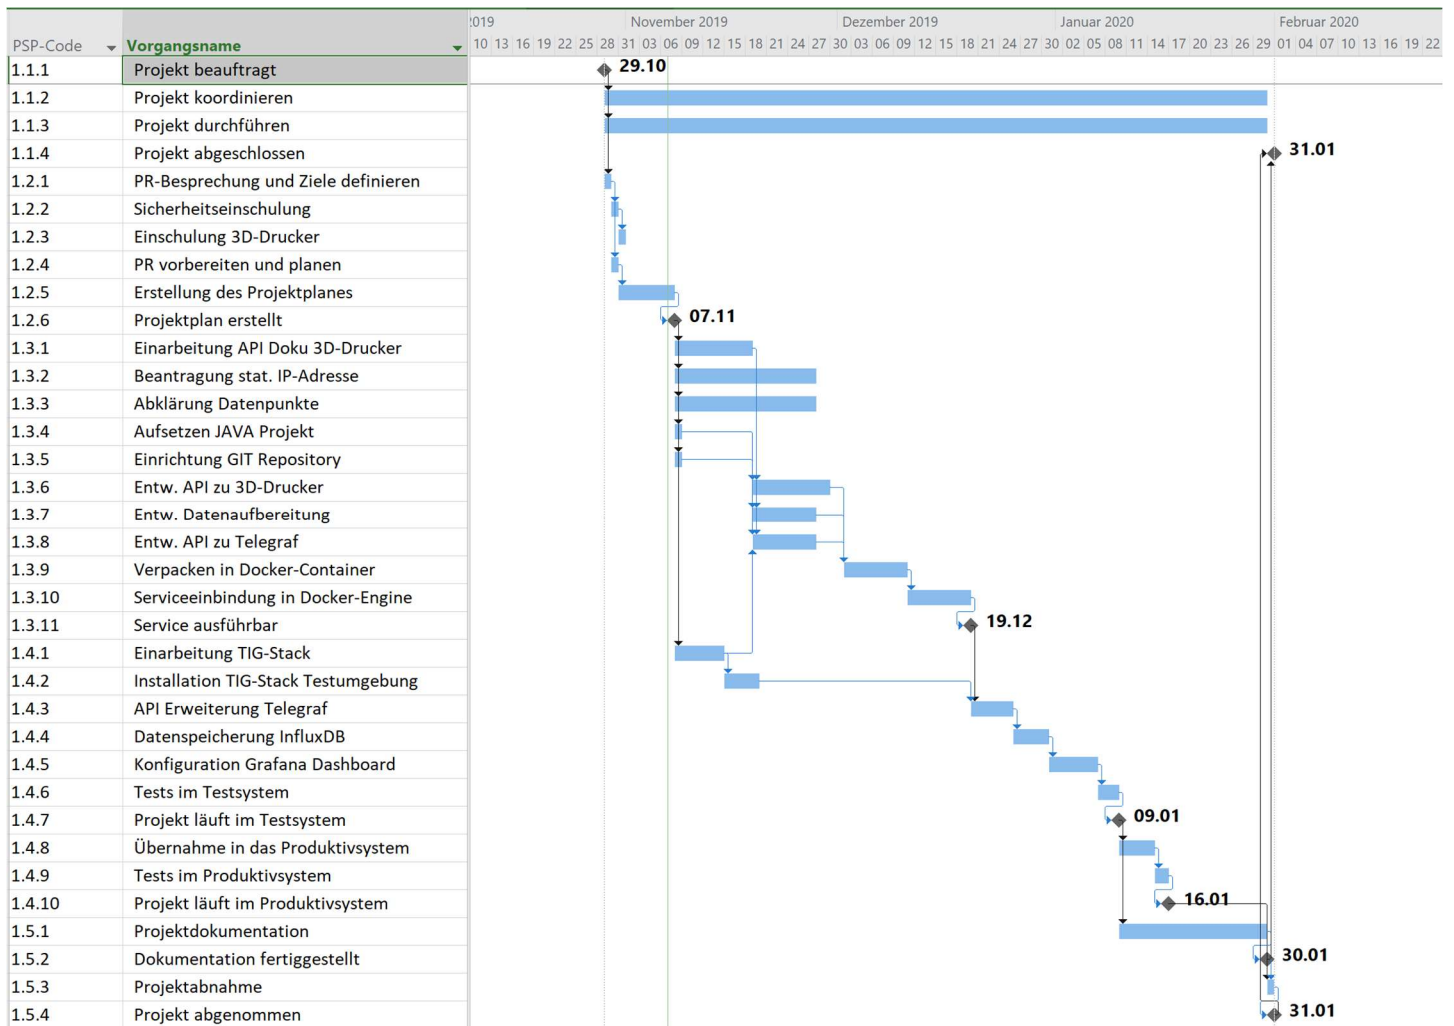 2019 November 2019 Dezember 2019 Januar 2020 Februar 2020
PSP-Code Vorgangsname 10 13 16 19 22 25 28 31 03 06 09 12 15 18 21 24 27 30 03 06 09 12 15 18 21 24 27 30 02 05 08 11 14 17 20 23 26 29 01 04 07 10 13 16 19 22
1.1.1 Projekt beauftragt 29.10
1.1.2 Projekt koordinieren
1.1.3 Projekt durchführen
1.1.4 Projekt abgeschlossen 31.01
1.2.1 PR-Besprechung und Ziele definieren
1.2.2 Sicherheitseinschulung
1.2.3 Einschulung 3D-Drucker
1.2.4 PR vorbereiten und planen
1.2.5 Erstellung des Projektplanes
1.2.6 Projektplan erstellt 07.11
1.3.1 Einarbeitung API Doku 3D-Drucker
1.3.2 Beantragung stat. IP-Adresse
1.3.3 Abklärung Datenpunkte
1.3.4 Aufsetzen JAVA Projekt
1.3.5 Einrichtung GIT Repository
1.3.6 Entw. API zu 3D-Drucker
1.3.7 Entw. Datenaufbereitung
1.3.8 Entw. API zu Telegraf
1.3.9 Verpacken in Docker-Container
1.3.10 Serviceeinbindung in Docker-Engine
1.3.11 Service ausführbar 19.12
1.4.1 Einarbeitung TIG-Stack
1.4.2 Installation TIG-Stack Testumgebung
1.4.3 API Erweiterung Telegraf
1.4.4 Datenspeicherung InfluxDB
1.4.5 Konfiguration Grafana Dashboard
1.4.6 Tests im Testsystem
1.4.7 Projekt läuft im Testsystem 09.01
1.4.8 Übernahme in das Produktivsystem
1.4.9 Tests im Produktivsystem
1.4.10 Projekt läuft im Produktivsystem 16.01
1.5.1 Projektdokumentation
1.5.2 Dokumentation fertiggestellt 30.01
1.5.3 Projektabnahme
1.5.4 Projekt abgenommen 31.01